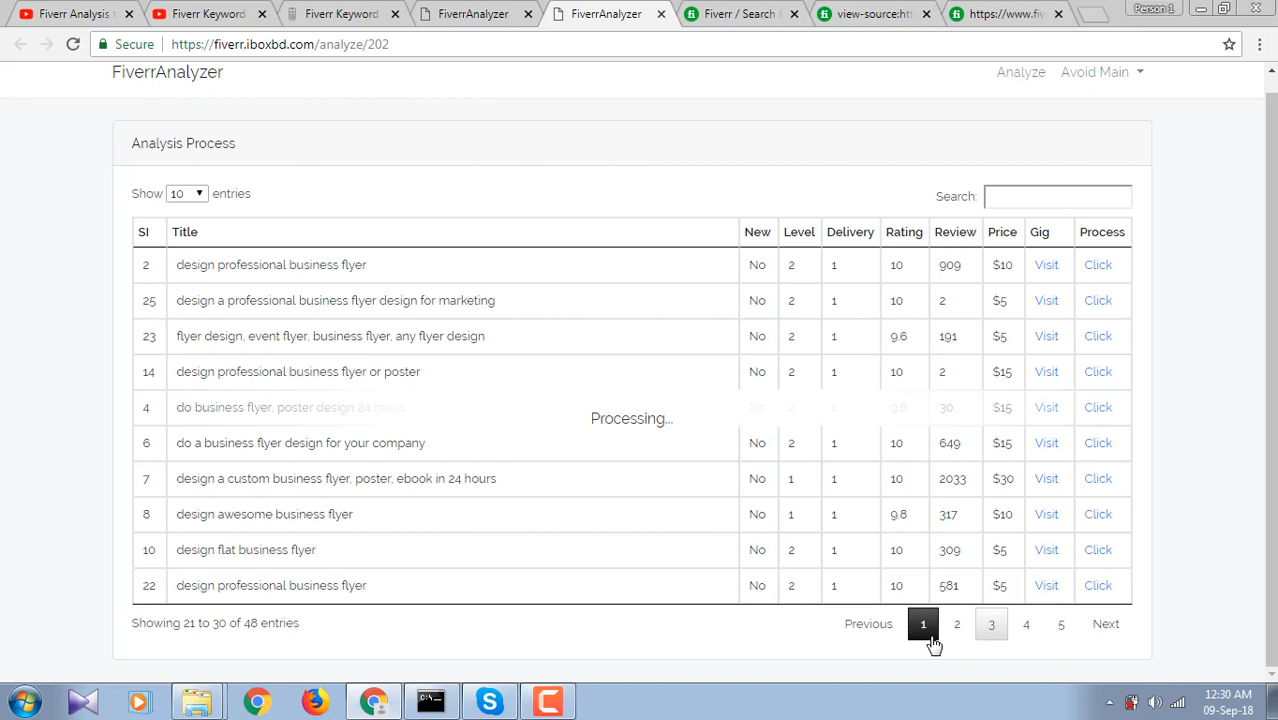 Fiverr Analysis t
Fiverr Keyword
Fiverr Keyword
FiverrAnalyzer
FiverrAnalyzer
Fiverr / Search f
view-source:htt
https://www.fiv
Person 1
Secure
https://fiverr.iboxbd.com/analyze/202
FiverrAnalyzer
Analyze
Avoid Main
Analysis Process
Show 10 entries
Search:
SI Title New Level Delivery Rating Review Price Gig Process
2 design professional business flyer No 2 1 10 909 $10 Visit Click
25 design a professional business flyer design for marketing No 2 1 10 2 $5 Visit Click
23 flyer design, event flyer, business flyer, any flyer design No 2 1 9.6 191 $5 Visit Click
14 design professional business flyer or poster No 2 1 10 2 $15 Visit Click
4 do business flyer, poster design 24 hours No 2 1 9.6 30 $15 Visit Click
Processing...
6 do a business flyer design for your company No 2 1 10 649 $15 Visit Click
7 design a custom business flyer, poster, ebook in 24 hours No 1 1 10 2033 $30 Visit Click
8 design awesome business flyer No 1 1 9.8 317 $10 Visit Click
10 design flat business flyer No 2 1 10 309 $5 Visit Click
22 design professional business flyer No 2 1 10 581 $5 Visit Click
Showing 21 to 30 of 48 entries
Previous 1 2 3 4 5 Next
12:30 AM
09-Sep-18